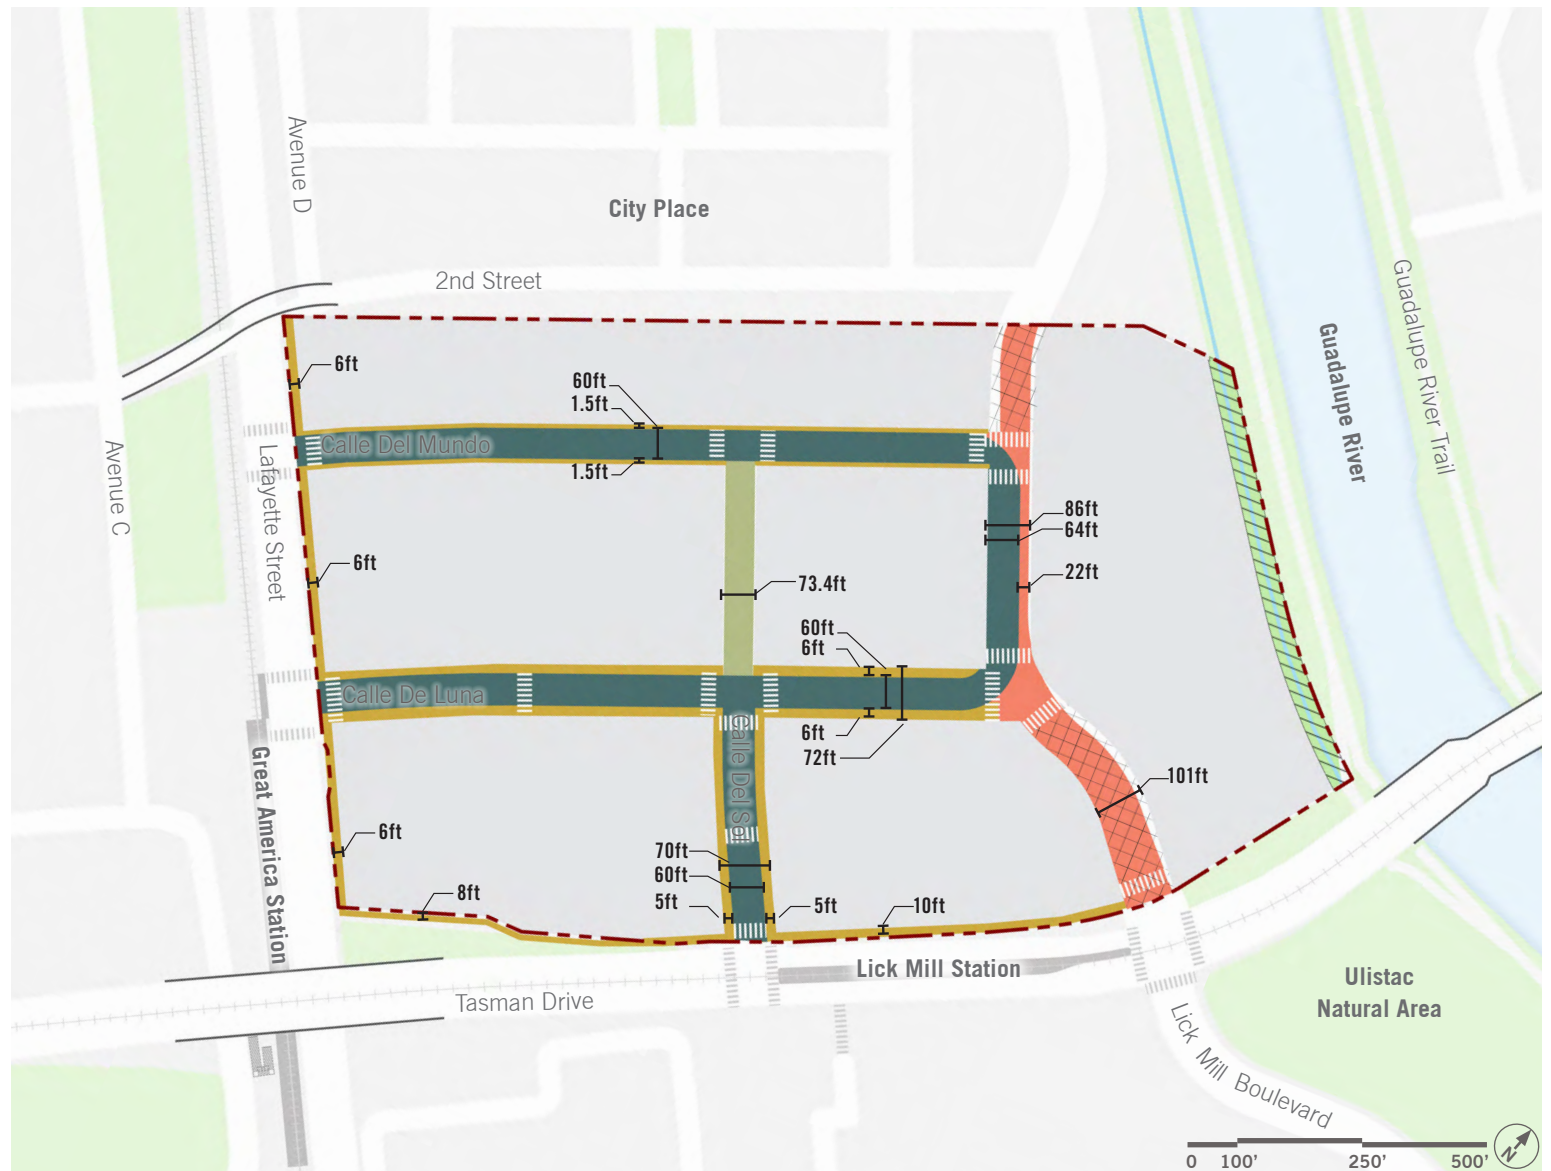 Avenue D
City Place
2nd Street
Guadalupe River Trail
Guadalupe River
6ft
60ft
1.5ft
Calle Del Mundo
1.5ft
Avenue C
Lafayette Street
86ft
64ft
6ft
73.4ft
22ft
60ft
6ft
Calle De Luna
6ft
72ft
Calle Del Sol
Great America Station
101ft
6ft
70ft
60ft
8ft
5ft
5ft
10ft
Lick Mill Station
Tasman Drive
Ulistac
Natural Area
Lick Mill Boulevard
0 100' 250' 500'
N